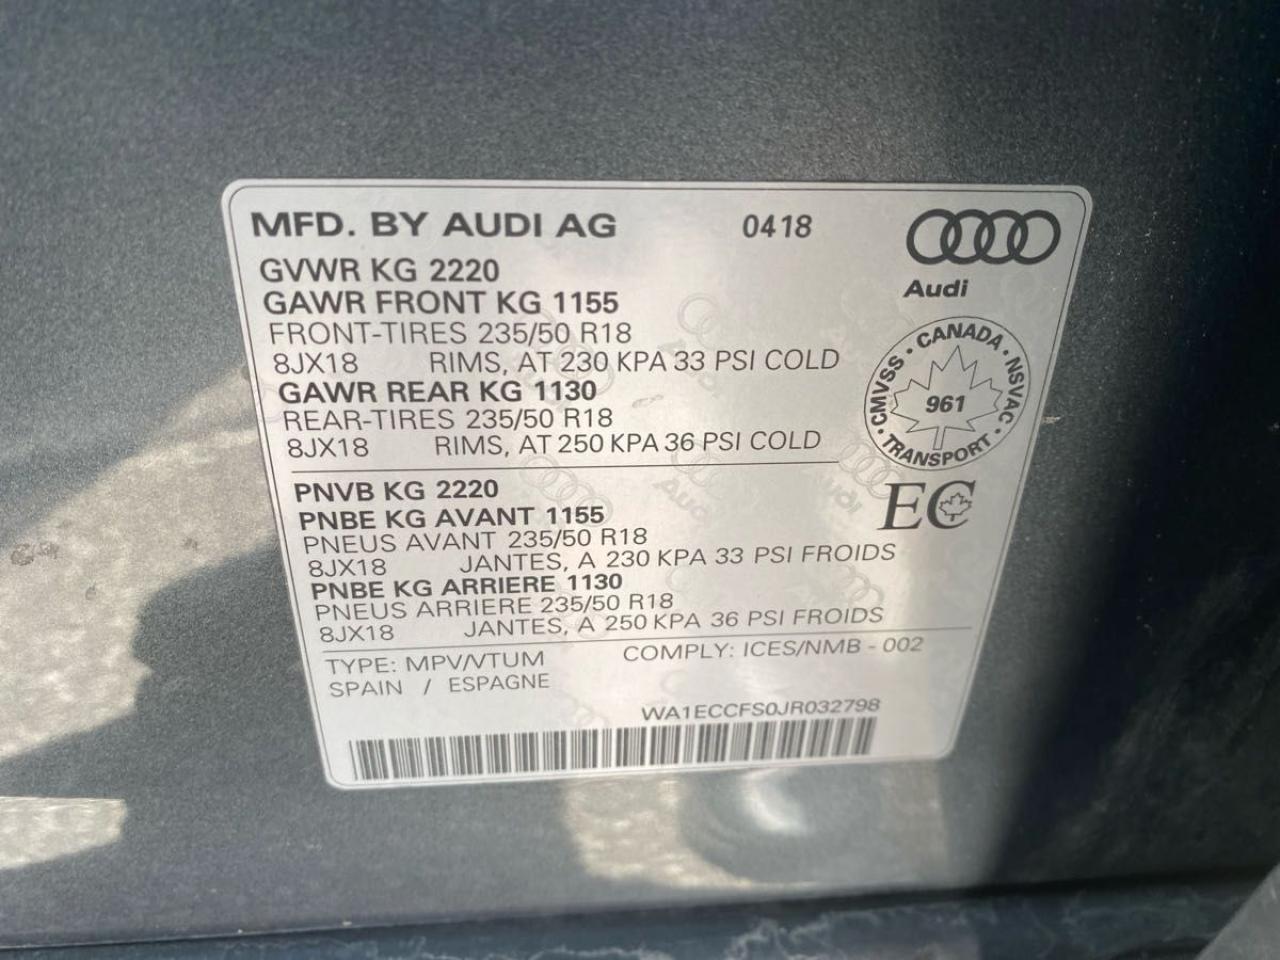 MFD. BY AUDI AG 0418
Audi
GVWR KG 2220
GAWR FRONT KG 1155
FRONT-TIRES 235/50 R18
8JX18 RIMS, AT 230 KPA 33 PSI COLD
GAWR REAR KG 1130
REAR-TIRES 235/50 R18
8JX18 RIMS, AT 250 KPA 36 PSI COLD
CANADA · NSVAC · TRANSPORT · CMVSS ·
961
EC
PNVB KG 2220
PNBE KG AVANT 1155
PNEUS AVANT 235/50 R18
8JX18 JANTES, A 230 KPA 33 PSI FROIDS
PNBE KG ARRIERE 1130
PNEUS ARRIERE 235/50 R18
8JX18 JANTES, A 250 KPA 36 PSI FROIDS
TYPE: MPV/VTUM COMPLY: ICES/NMB - 002
SPAIN / ESPAGNE
WA1ECCFS0JR032798